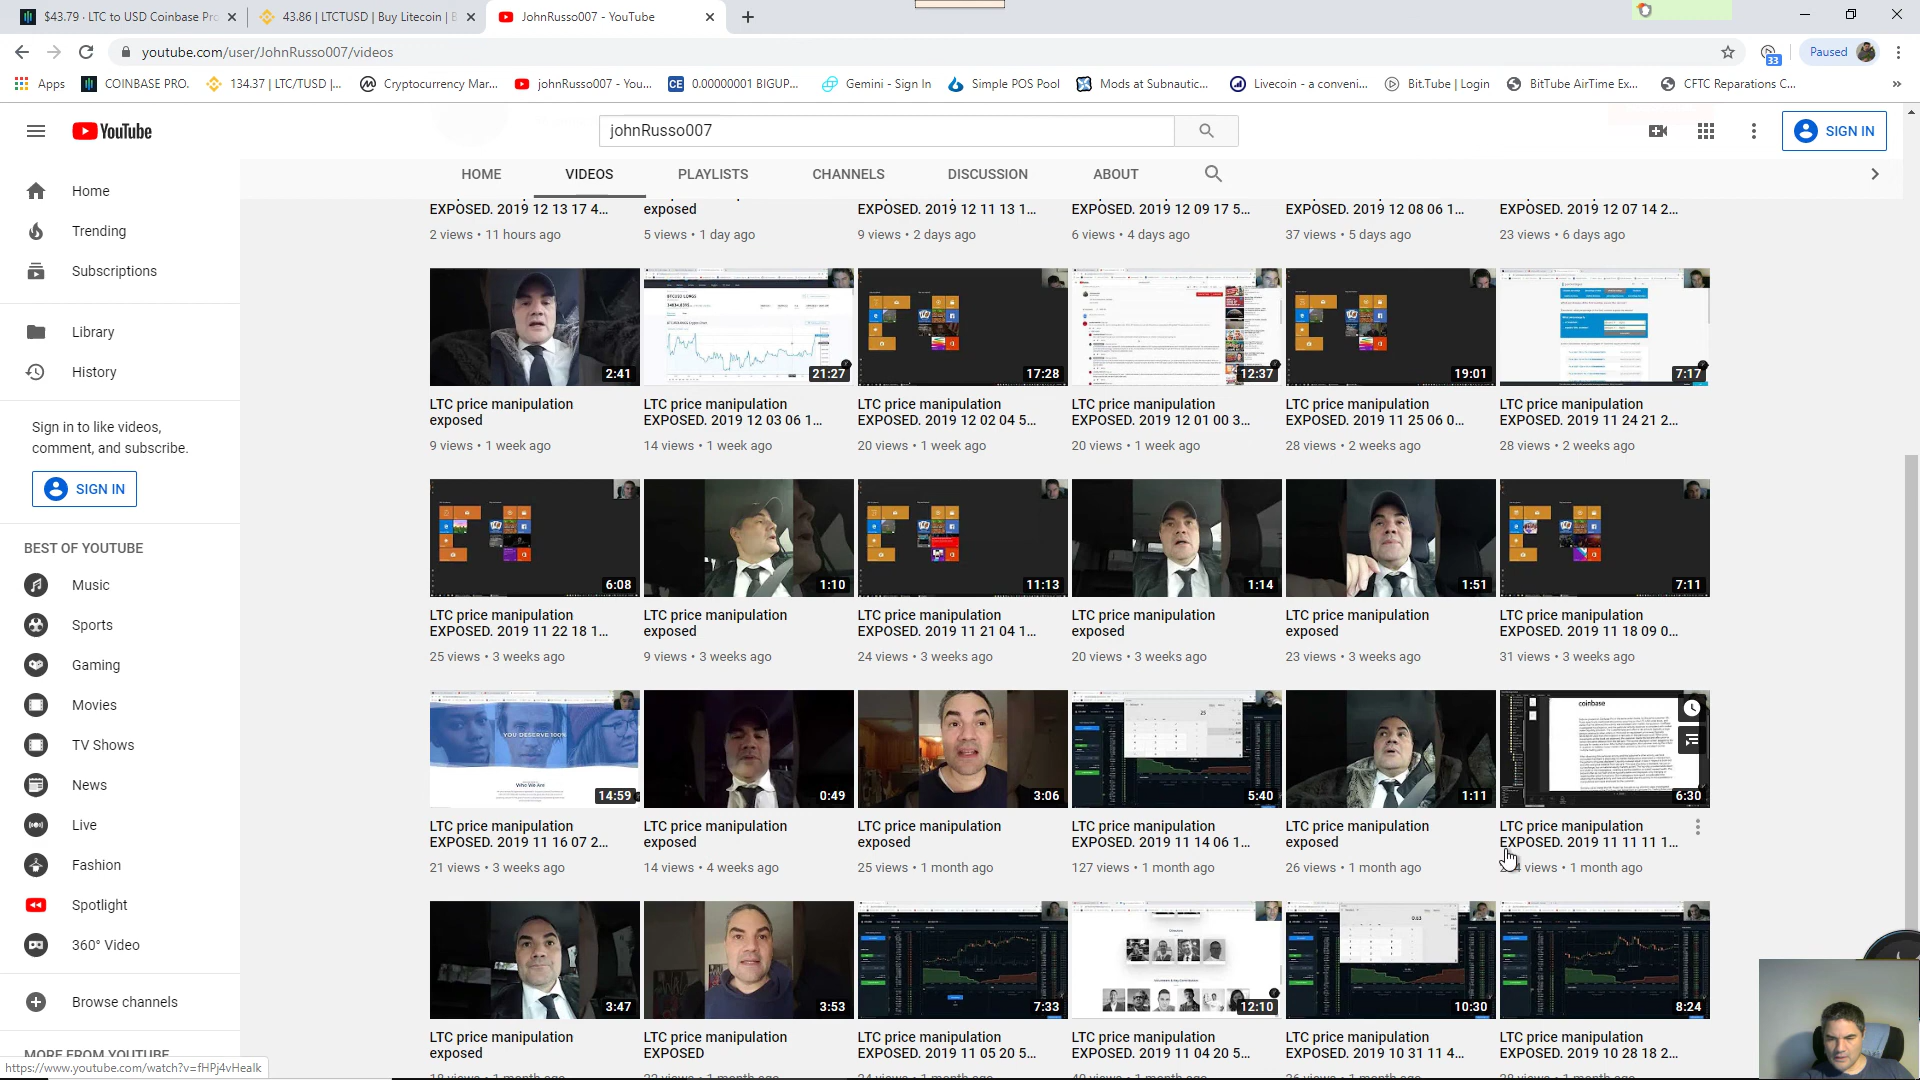 $43.79 · LTC to USD Coinbase Pro
43.86 | LTCTUSD | Buy Litecoin | B
JohnRusso007 - YouTube
youtube.com/user/JohnRusso007/videos
Paused
33
Apps
COINBASE PRO.
134.37 | LTC/TUSD |...
Cryptocurrency Mar...
johnRusso007 - You...
0.00000001 BIGUP...
Gemini - Sign In
Simple POS Pool
Mods at Subnautic...
Livecoin - a conveni...
Bit.Tube | Login
BitTube AirTime Ex...
CFTC Reparations C...
YouTube
johnRusso007
SIGN IN
HOME
VIDEOS
PLAYLISTS
CHANNELS
DISCUSSION
ABOUT
Home
Trending
Subscriptions
Library
History
Sign in to like videos,
comment, and subscribe.
SIGN IN
BEST OF YOUTUBE
Music
Sports
Gaming
Movies
TV Shows
News
Live
Fashion
Spotlight
360° Video
Browse channels
MORE FROM YOUTUBE
https://www.youtube.com/watch?v=fHPj4vHealk
EXPOSED. 2019 12 13 17 4...
2 views • 11 hours ago
exposed
5 views • 1 day ago
EXPOSED. 2019 12 11 13 1...
9 views • 2 days ago
EXPOSED. 2019 12 09 17 5...
6 views • 4 days ago
EXPOSED. 2019 12 08 06 1...
37 views • 5 days ago
EXPOSED. 2019 12 07 14 2...
23 views • 6 days ago
2:41
LTC price manipulation
exposed
9 views • 1 week ago
21:27
LTC price manipulation
EXPOSED. 2019 12 03 06 1...
14 views • 1 week ago
17:28
LTC price manipulation
EXPOSED. 2019 12 02 04 5...
20 views • 1 week ago
12:37
LTC price manipulation
EXPOSED. 2019 12 01 00 3...
20 views • 1 week ago
19:01
LTC price manipulation
EXPOSED. 2019 11 25 06 0...
28 views • 2 weeks ago
7:17
LTC price manipulation
EXPOSED. 2019 11 24 21 2...
28 views • 2 weeks ago
6:08
LTC price manipulation
EXPOSED. 2019 11 22 18 1...
25 views • 3 weeks ago
1:10
LTC price manipulation
exposed
9 views • 3 weeks ago
11:13
LTC price manipulation
EXPOSED. 2019 11 21 04 1...
24 views • 3 weeks ago
1:14
LTC price manipulation
exposed
20 views • 3 weeks ago
1:51
LTC price manipulation
exposed
23 views • 3 weeks ago
7:11
LTC price manipulation
EXPOSED. 2019 11 18 09 0...
31 views • 3 weeks ago
YOU DESERVE 100%
Who We Are
14:59
LTC price manipulation
EXPOSED. 2019 11 16 07 2...
21 views • 3 weeks ago
0:49
LTC price manipulation
exposed
14 views • 4 weeks ago
3:06
LTC price manipulation
exposed
25 views • 1 month ago
25
5:40
LTC price manipulation
EXPOSED. 2019 11 14 06 1...
127 views • 1 month ago
1:11
LTC price manipulation
exposed
26 views • 1 month ago
coinbase
6:30
LTC price manipulation
EXPOSED. 2019 11 11 11 1...
views • 1 month ago
3:47
LTC price manipulation
exposed
3:53
LTC price manipulation
EXPOSED
7:33
LTC price manipulation
EXPOSED. 2019 11 05 20 5...
12:10
LTC price manipulation
EXPOSED. 2019 11 04 20 5...
0.63
10:30
LTC price manipulation
EXPOSED. 2019 10 31 11 4...
8:24
LTC price manipulation
EXPOSED. 2019 10 28 18 2...